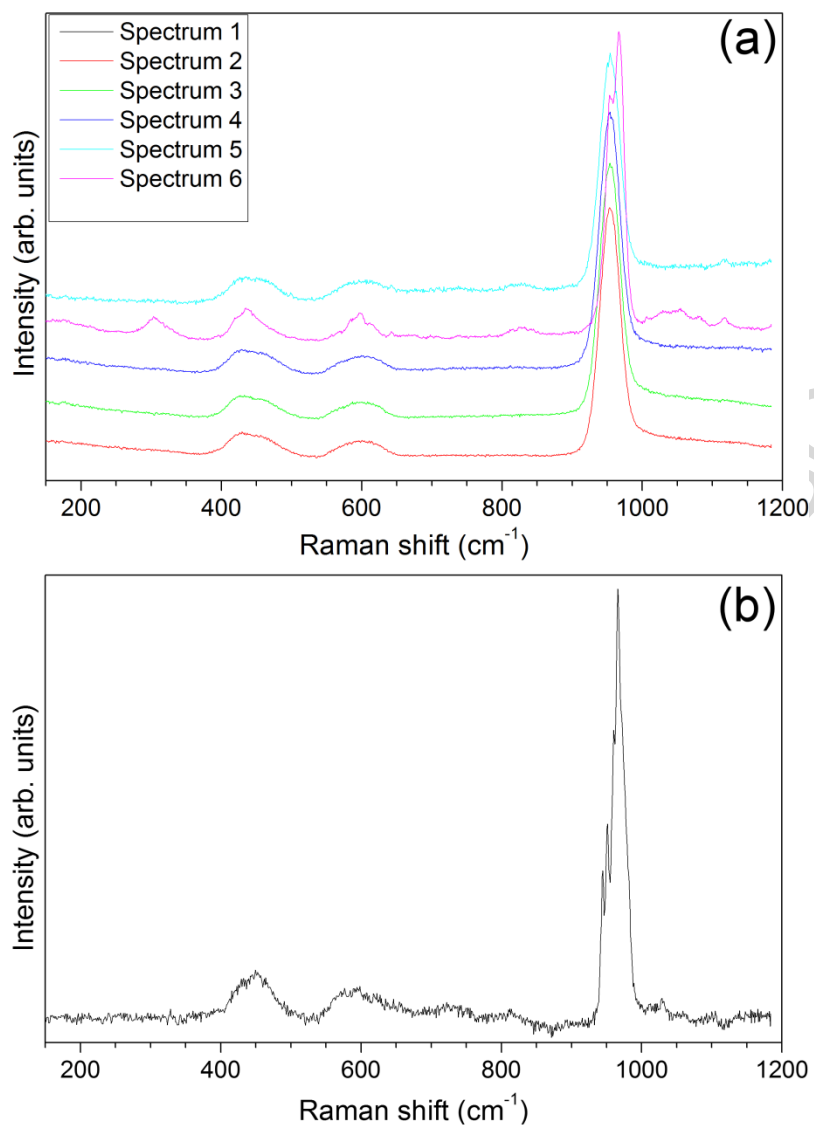 (a)
Spectrum 1
Spectrum 2
Spectrum 3
Spectrum 4
Spectrum 5
Spectrum 6
Intensity (arb. units)
200 400 600 800 1000 1200
Raman shift (cm⁻¹)
(b)
Intensity (arb. units)
200 400 600 800 1000 1200
Raman shift (cm⁻¹)